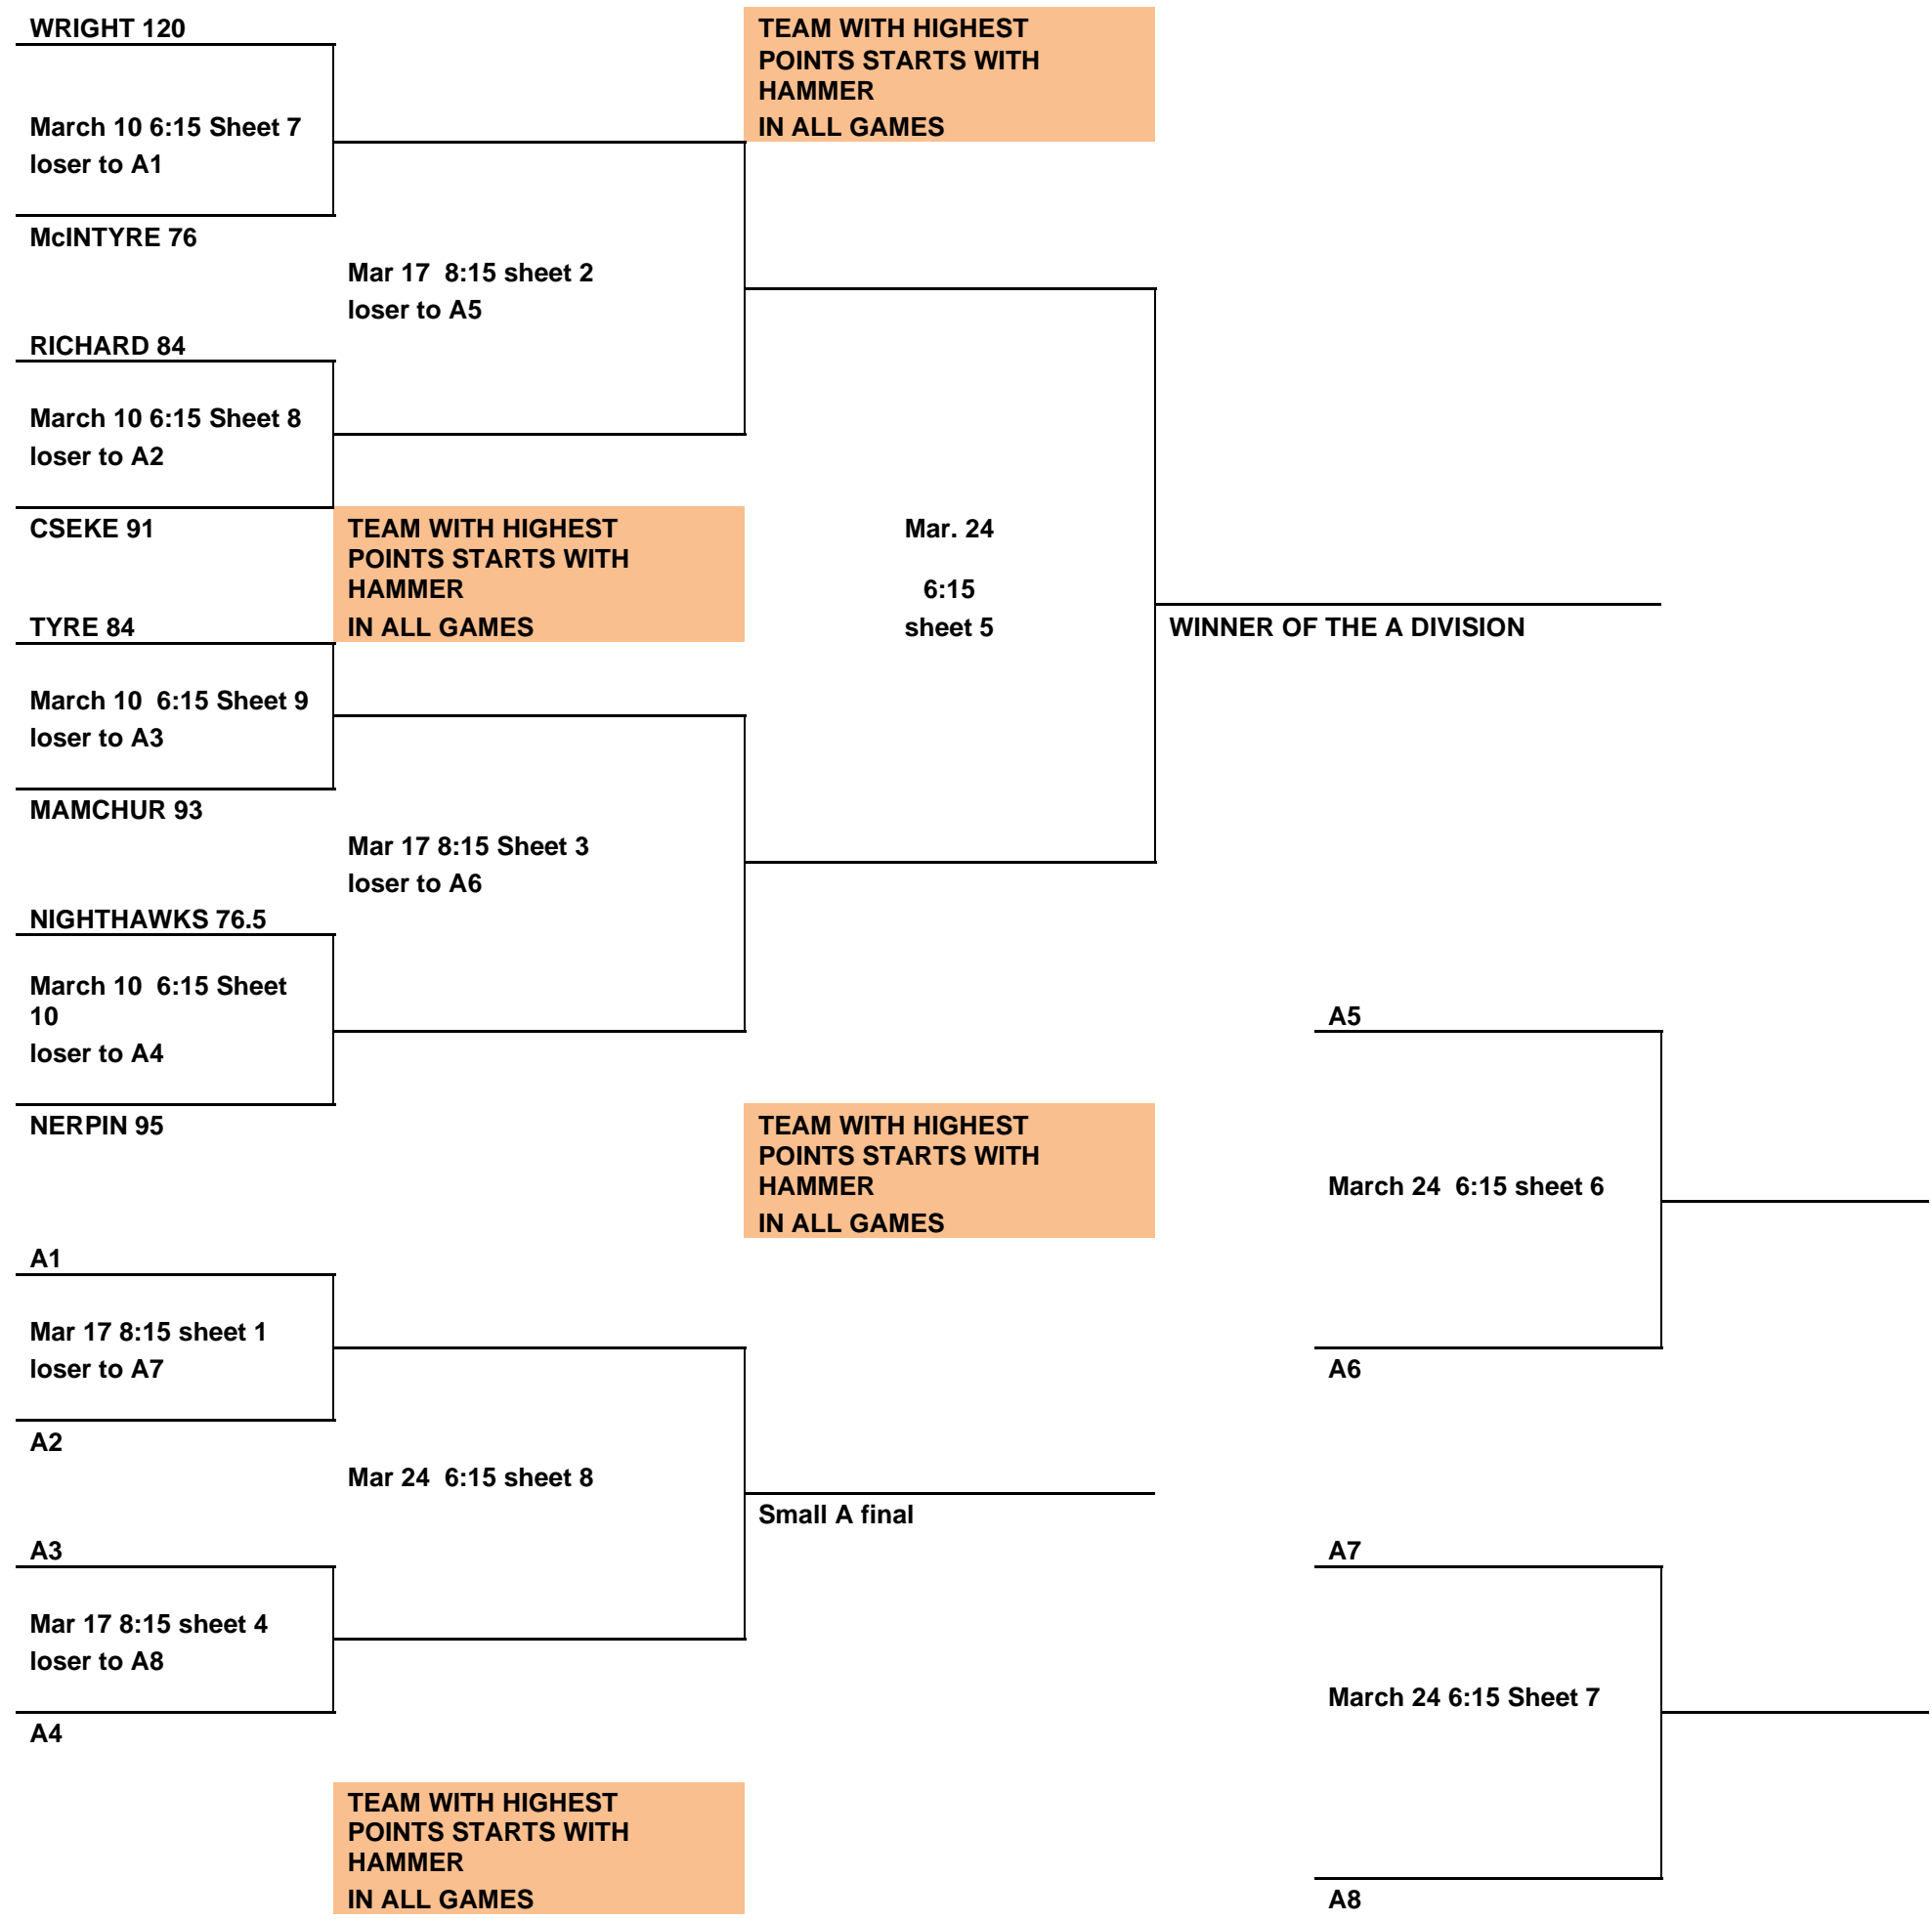 WRIGHT 120
TEAM WITH HIGHEST
POINTS STARTS WITH
HAMMER
IN ALL GAMES
March 10 6:15 Sheet 7
loser to A1
McINTYRE 76
Mar 17  8:15 sheet 2
loser to A5
RICHARD 84
March 10 6:15 Sheet 8
loser to A2
CSEKE 91
TEAM WITH HIGHEST
POINTS STARTS WITH
HAMMER
IN ALL GAMES
Mar. 24
6:15
sheet 5
WINNER OF THE A DIVISION
TYRE 84
March 10  6:15 Sheet 9
loser to A3
MAMCHUR 93
Mar 17 8:15 Sheet 3
loser to A6
NIGHTHAWKS 76.5
March 10  6:15 Sheet
10
loser to A4
NERPIN 95
A5
TEAM WITH HIGHEST
POINTS STARTS WITH
HAMMER
IN ALL GAMES
March 24  6:15 sheet 6
A6
A1
Mar 17 8:15 sheet 1
loser to A7
A2
Mar 24  6:15 sheet 8
Small A final
A3
Mar 17 8:15 sheet 4
loser to A8
A4
A7
March 24 6:15 Sheet 7
A8
TEAM WITH HIGHEST
POINTS STARTS WITH
HAMMER
IN ALL GAMES